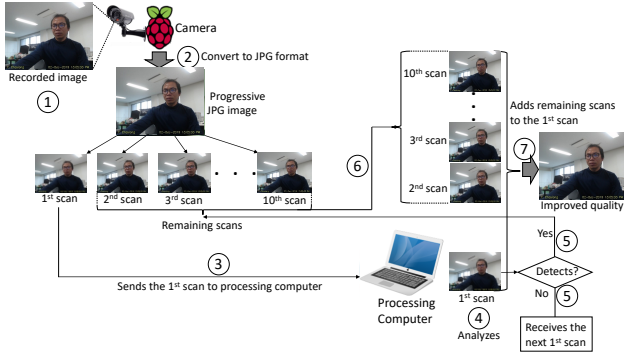 Camera
Recorded image
1
2 Convert to JPG format
Progressive
JPG image
1st scan
2nd scan
3rd scan
10th scan
Remaining scans
3
Sends the 1st scan to processing computer
Processing
Computer
1st scan
4
Analyzes
Detects?
Yes
5
No
5
Receives the
next 1st scan
6
10th scan
3rd scan
2nd scan
Adds remaining scans
to the 1st scan
7
Improved quality